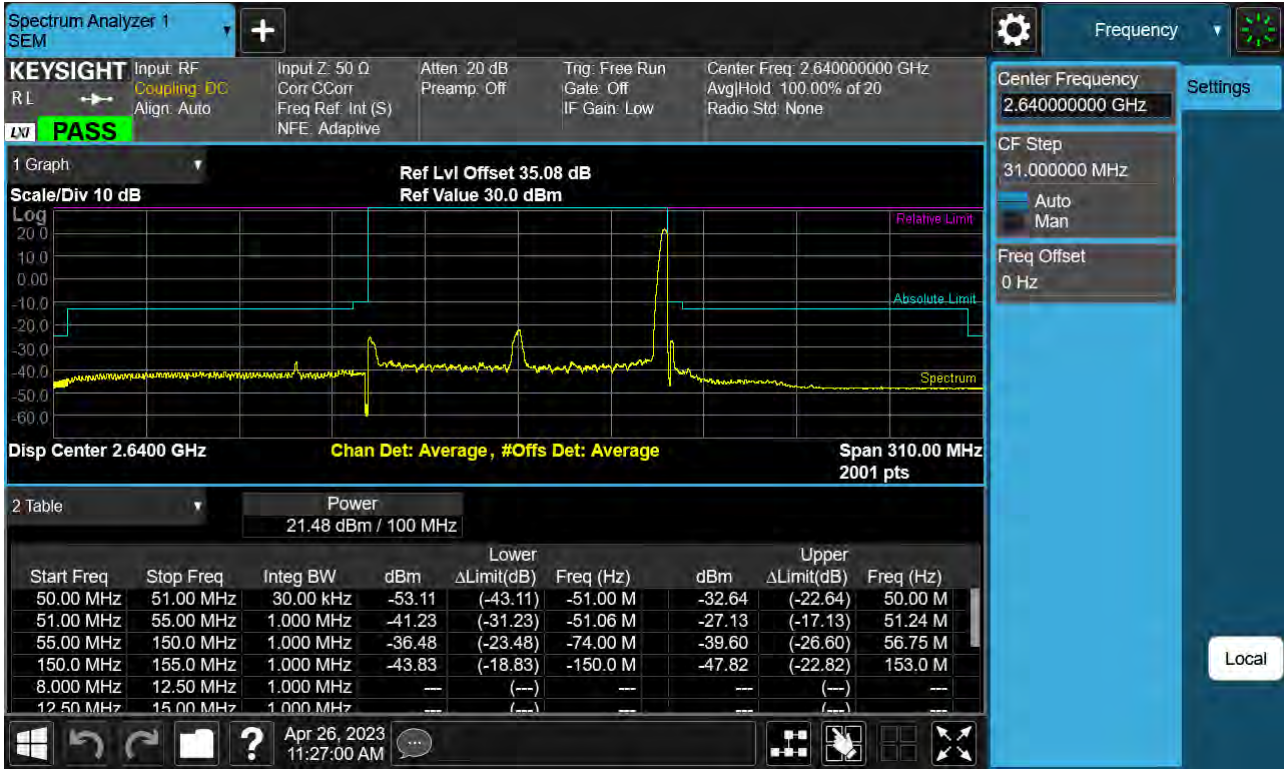 Spectrum Analyzer 1
SEM
+
Frequency
KEYSIGHT
RL
LXI
PASS
Input: RF
Coupling: DC
Align: Auto
Input Z: 50 Ω
Corr CCorr
Freq Ref: Int (S)
NFE: Adaptive
Atten: 20 dB
Preamp: Off
Trig: Free Run
Gate: Off
IF Gain: Low
Center Freq: 2.640000000 GHz
Avg|Hold: 100.00% of 20
Radio Std: None
Center Frequency
2.640000000 GHz
Settings
CF Step
31.000000 MHz
Auto
Man
Freq Offset
0 Hz
Local
1 Graph
Scale/Div 10 dB
Ref Lvl Offset 35.08 dB
Ref Value 30.0 dBm
Log
20.0
10.0
0.00
-10.0
-20.0
-30.0
-40.0
-50.0
-60.0
Relative Limit
Absolute Limit
Spectrum
Disp Center 2.6400 GHz Chan Det: Average, #Offs Det: Average Span 310.00 MHz
2001 pts
2 Table
Power
21.48 dBm / 100 MHz
Lower Upper
Start Freq Stop Freq Integ BW dBm ΔLimit(dB) Freq (Hz) dBm ΔLimit(dB) Freq (Hz)
50.00 MHz 51.00 MHz 30.00 kHz -53.11 (-43.11) -51.00 M -32.64 (-22.64) 50.00 M
51.00 MHz 55.00 MHz 1.000 MHz -41.23 (-31.23) -51.06 M -27.13 (-17.13) 51.24 M
55.00 MHz 150.0 MHz 1.000 MHz -36.48 (-23.48) -74.00 M -39.60 (-26.60) 56.75 M
150.0 MHz 155.0 MHz 1.000 MHz -43.83 (-18.83) -150.0 M -47.82 (-22.82) 153.0 M
8.000 MHz 12.50 MHz 1.000 MHz --- (---) --- --- (---) ---
12.50 MHz 15.00 MHz 1.000 MHz --- (---) --- --- (---) ---
?
Apr 26, 2023
11:27:00 AM